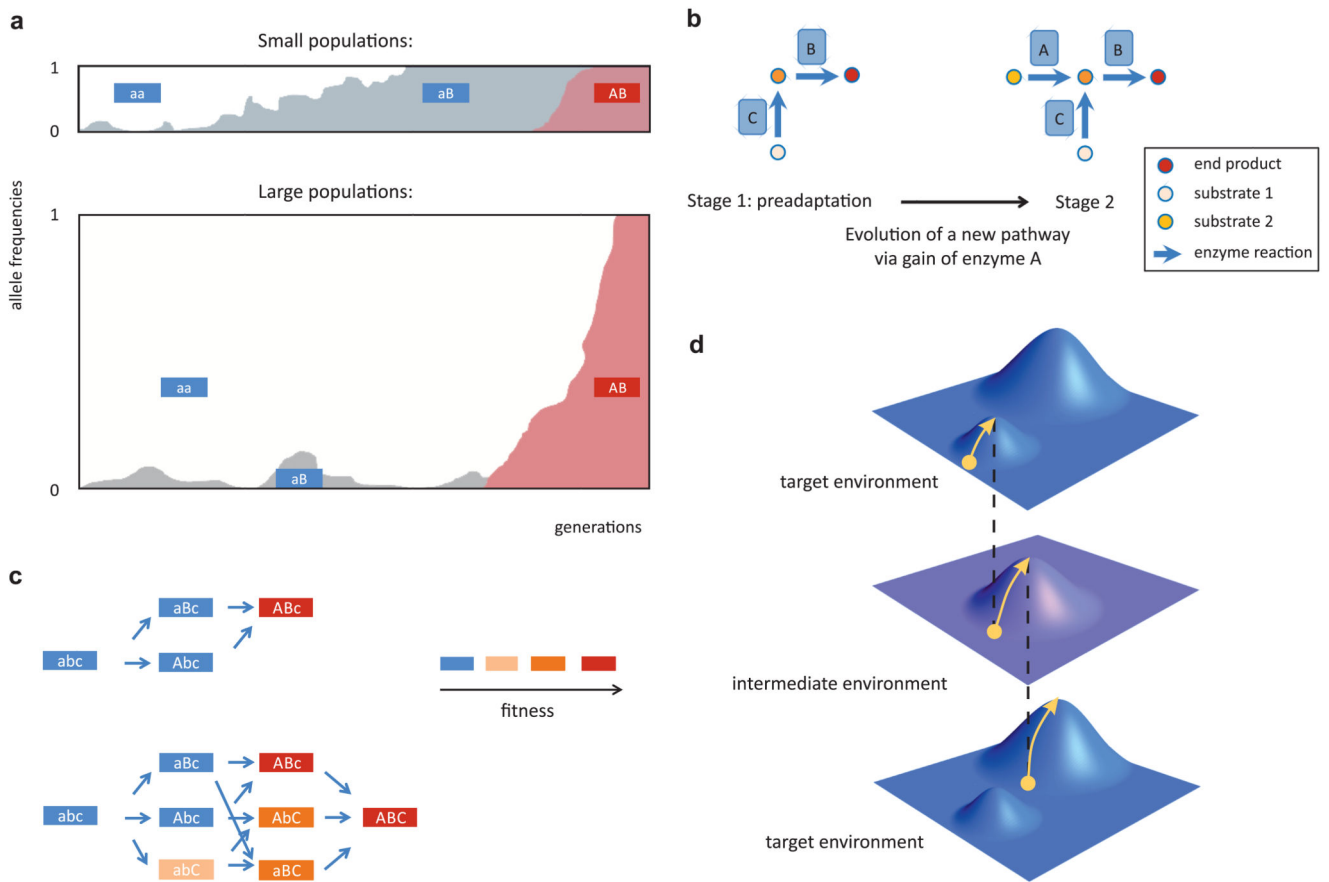 a
Small populations:
1
aa
aB
AB
0
Large populations:
1
allele frequencies
aa
AB
aB
0
generations
b
B
C
A
B
C
Stage 1: preadaptation
Stage 2
Evolution of a new pathway
via gain of enzyme A
end product
substrate 1
substrate 2
enzyme reaction
c
aBc
ABc
abc
Abc
fitness
aBc
ABc
abc
Abc
AbC
ABC
abC
aBC
d
target environment
intermediate environment
target environment